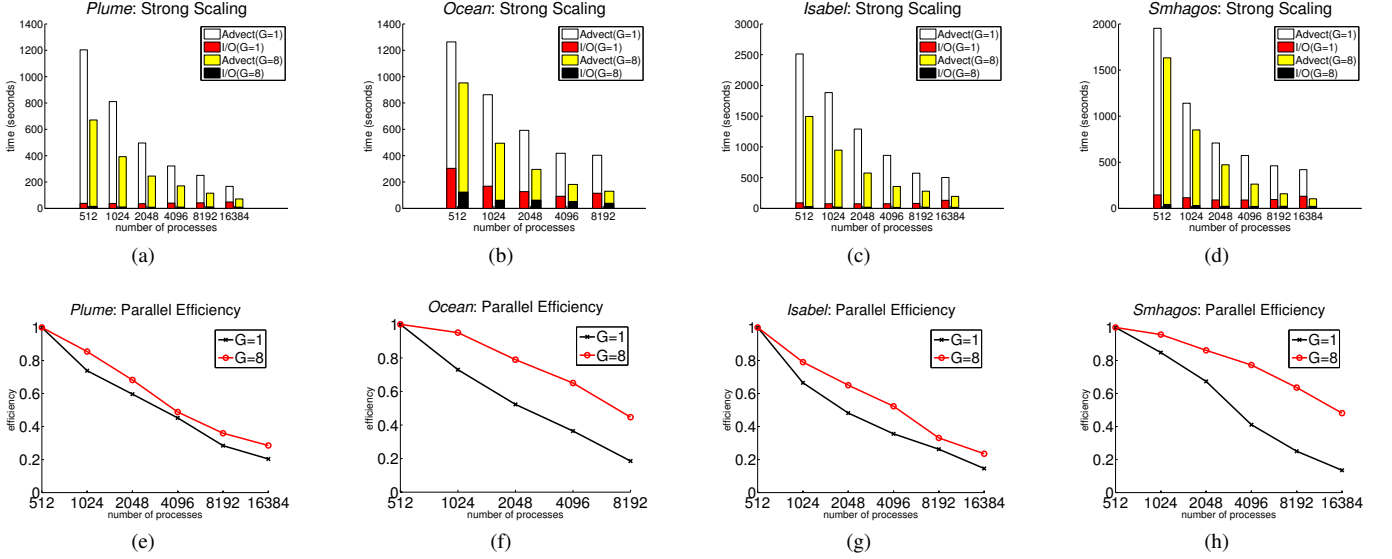 Plume: Strong Scaling
1400
1200
1000
800
600
400
200
0
time (seconds)
Advect(G=1)
I/O(G=1)
Advect(G=8)
I/O(G=8)
512 1024 2048 4096 8192 16384
number of processes
(a)
Ocean: Strong Scaling
1400
1200
1000
800
600
400
200
0
time (seconds)
Advect(G=1)
I/O(G=1)
Advect(G=8)
I/O(G=8)
512 1024 2048 4096 8192
number of processes
(b)
Isabel: Strong Scaling
3000
2500
2000
1500
1000
500
0
time (seconds)
Advect(G=1)
I/O(G=1)
Advect(G=8)
I/O(G=8)
512 1024 2048 4096 8192 16384
number of processes
(c)
Smhagos: Strong Scaling
2000
1500
1000
500
0
time (seconds)
Advect(G=1)
I/O(G=1)
Advect(G=8)
I/O(G=8)
512 1024 2048 4096 8192 16384
number of processes
(d)
Plume: Parallel Efficiency
1
0.8
0.6
0.4
0.2
0
efficiency
G=1
G=8
512 1024 2048 4096 8192 16384
number of processes
(e)
Ocean: Parallel Efficiency
1
0.8
0.6
0.4
0.2
0
efficiency
G=1
G=8
512 1024 2048 4096 8192
number of processes
(f)
Isabel: Parallel Efficiency
1
0.8
0.6
0.4
0.2
0
efficiency
G=1
G=8
512 1024 2048 4096 8192 16384
number of processes
(g)
Smhagos: Parallel Efficiency
1
0.8
0.6
0.4
0.2
0
efficiency
G=1
G=8
512 1024 2048 4096 8192 16384
number of processes
(h)